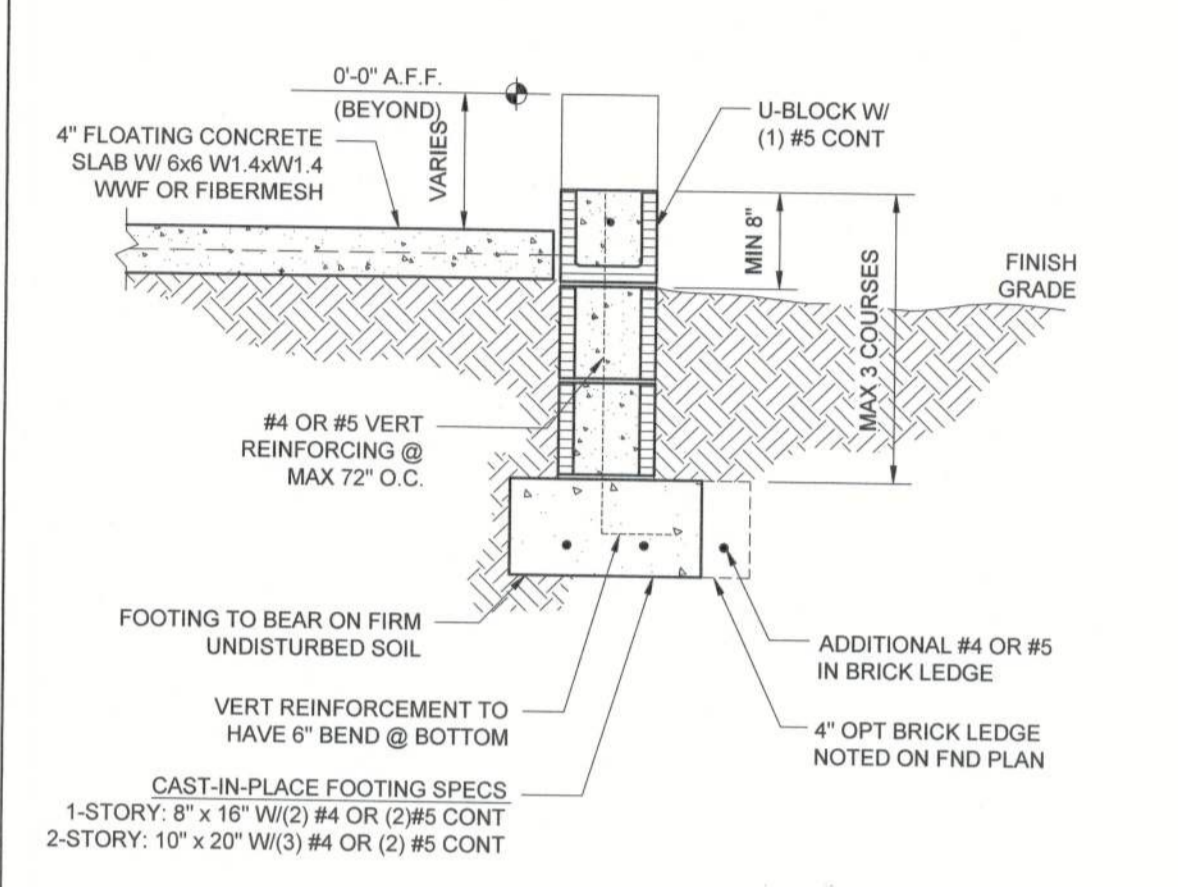 0'-0" A.F.F.
(BEYOND)
VARIES
4" FLOATING CONCRETE
SLAB W/ 6x6 W1.4xW1.4
WWF OR FIBERMESH
U-BLOCK W/
(1) #5 CONT
MIN 8"
MAX 3 COURSES
FINISH
GRADE
#4 OR #5 VERT
REINFORCING @
MAX 72" O.C.
FOOTING TO BEAR ON FIRM
UNDISTURBED SOIL
VERT REINFORCEMENT TO
HAVE 6" BEND @ BOTTOM
CAST-IN-PLACE FOOTING SPECS
1-STORY: 8" x 16" W/(2) #4 OR (2)#5 CONT
2-STORY: 10" x 20" W/(3) #4 OR (2) #5 CONT
ADDITIONAL #4 OR #5
IN BRICK LEDGE
4" OPT BRICK LEDGE
NOTED ON FND PLAN